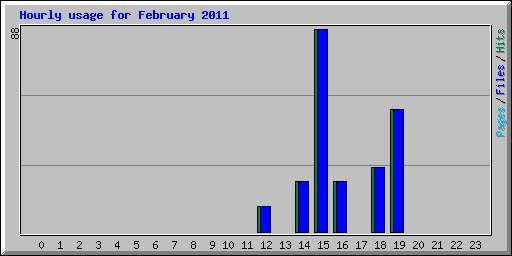 Hourly usage for February 2011
88
Pages/Files/Hits
0 1 2 3 4 5 6 7 8 9 10 11 12 13 14 15 16 17 18 19 20 21 22 23